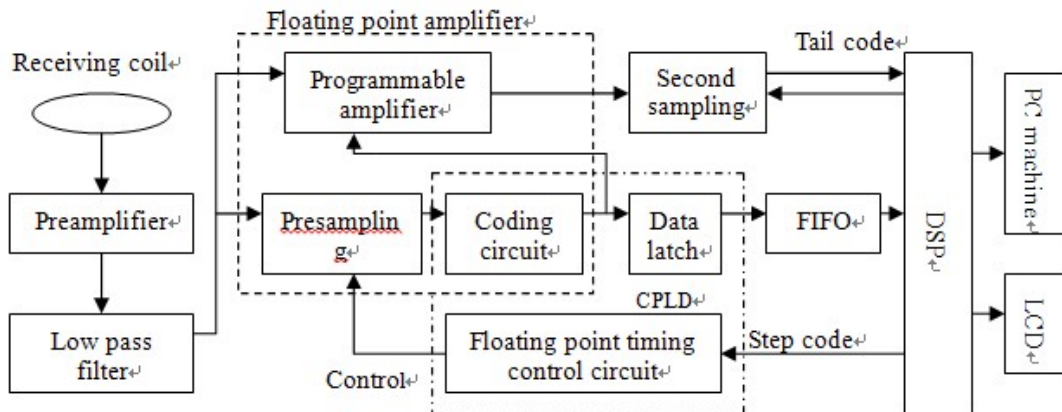 Floating point amplifier↵
Receiving coil↵
Programmable
amplifier↵
Second
sampling↵
Tail code↵
PC machine↵
Preamplifier↵
Presamplin
g↵
Coding
circuit↵
Data
latch↵
FIFO↵
DSP↵
CPLD↵
Low pass
filter↵
Control↵
Floating point timing
control circuit↵
Step code↵
LCD↵